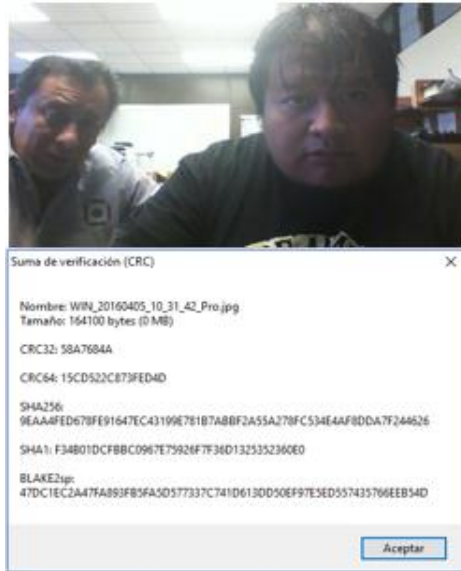 Suma de verificación (CRC)
Nombre: WIN_20160405_10_31_42_Pro.jpg
Tamaño: 164100 bytes (0 MB)
CRC32: 58A7684A
CRC64: 15CD522C873FED4D
SHA256:
9EAA4FED678FE91647EC43199E781B7ABBF2A55A278FC534E4AF8DDA7F244626
SHA1: F34B01DCFBBC0967E75926F7F36D1325352360E0
BLAKE2sp:
47DC1EC2A47FA893FB5FA5D577337C741D613DD50EF97E5ED557435766EEB54D
Aceptar